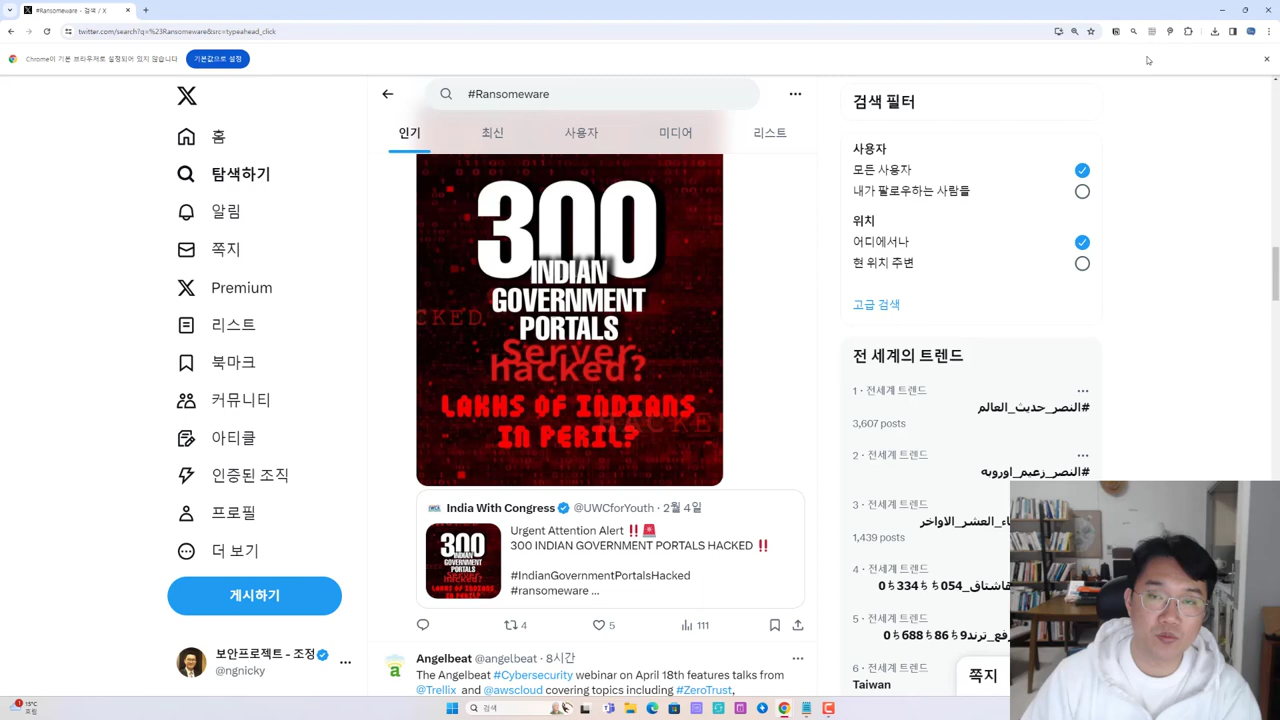 #Ransomeware - 검색 / X
twitter.com/search?q=%23Ransomeware&src=typeahead_click
Chrome이 기본 브라우저로 설정되어 있지 않습니다
기본값으로 설정
홈
탐색하기
알림
쪽지
Premium
리스트
북마크
커뮤니티
아티클
인증된 조직
프로필
더 보기
게시하기
보안프로젝트 - 조정
@ngnicky
#Ransomeware
인기
최신
사용자
미디어
리스트
300
INDIAN
GOVERNMENT
PORTALS
Server
hacked?
LAKHS OF INDIANS
IN PERIL?
India With Congress @UWCforYouth · 2월 4일
Urgent Attention Alert ‼️🚨
300 INDIAN GOVERNMENT PORTALS HACKED ‼️
#IndianGovernmentPortalsHacked
#ransomeware ...
4
5
111
Angelbeat @angelbeat · 8시간
The Angelbeat #Cybersecurity webinar on April 18th features talks from
@Trellix and @awscloud covering topics including #ZeroTrust,
검색 필터
사용자
모든 사용자
내가 팔로우하는 사람들
위치
어디에서나
현 위치 주변
고급 검색
전 세계의 트렌드
1 · 전세계 트렌드
#النصر_حديث_العالم
3,607 posts
2 · 전세계 트렌드
#النصر_زعيم_اوروبه
3 · 전세계 트렌드
العشر_الاواخر
1,439 posts
4 · 전세계 트렌드
5 · 전세계 트렌드
6 · 전세계 트렌드
Taiwan
쪽지
15°C
검색